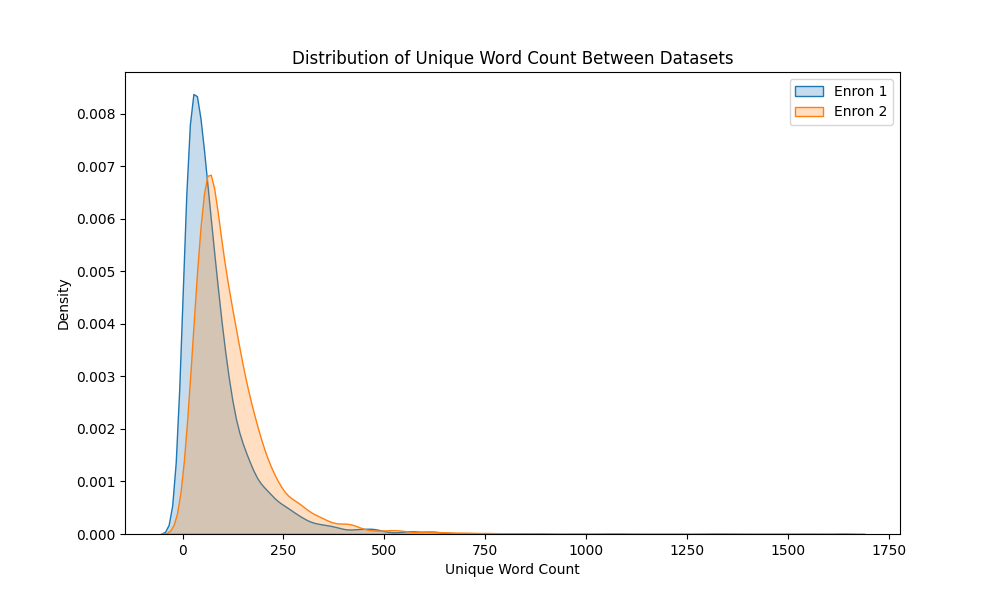 Distribution of Unique Word Count Between Datasets
Enron 1
Enron 2
Density
0.008
0.007
0.006
0.005
0.004
0.003
0.002
0.001
0.000
0 250 500 750 1000 1250 1500 1750
Unique Word Count